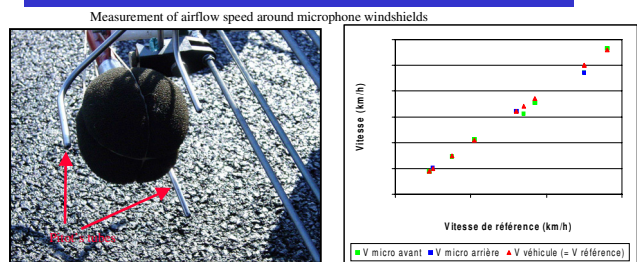 Measurement of airflow speed around microphone windshields
Vitesse (km/h)
Vitesse de référence (km/h)
V micro avant V micro arrière V véhicule (= V référence)